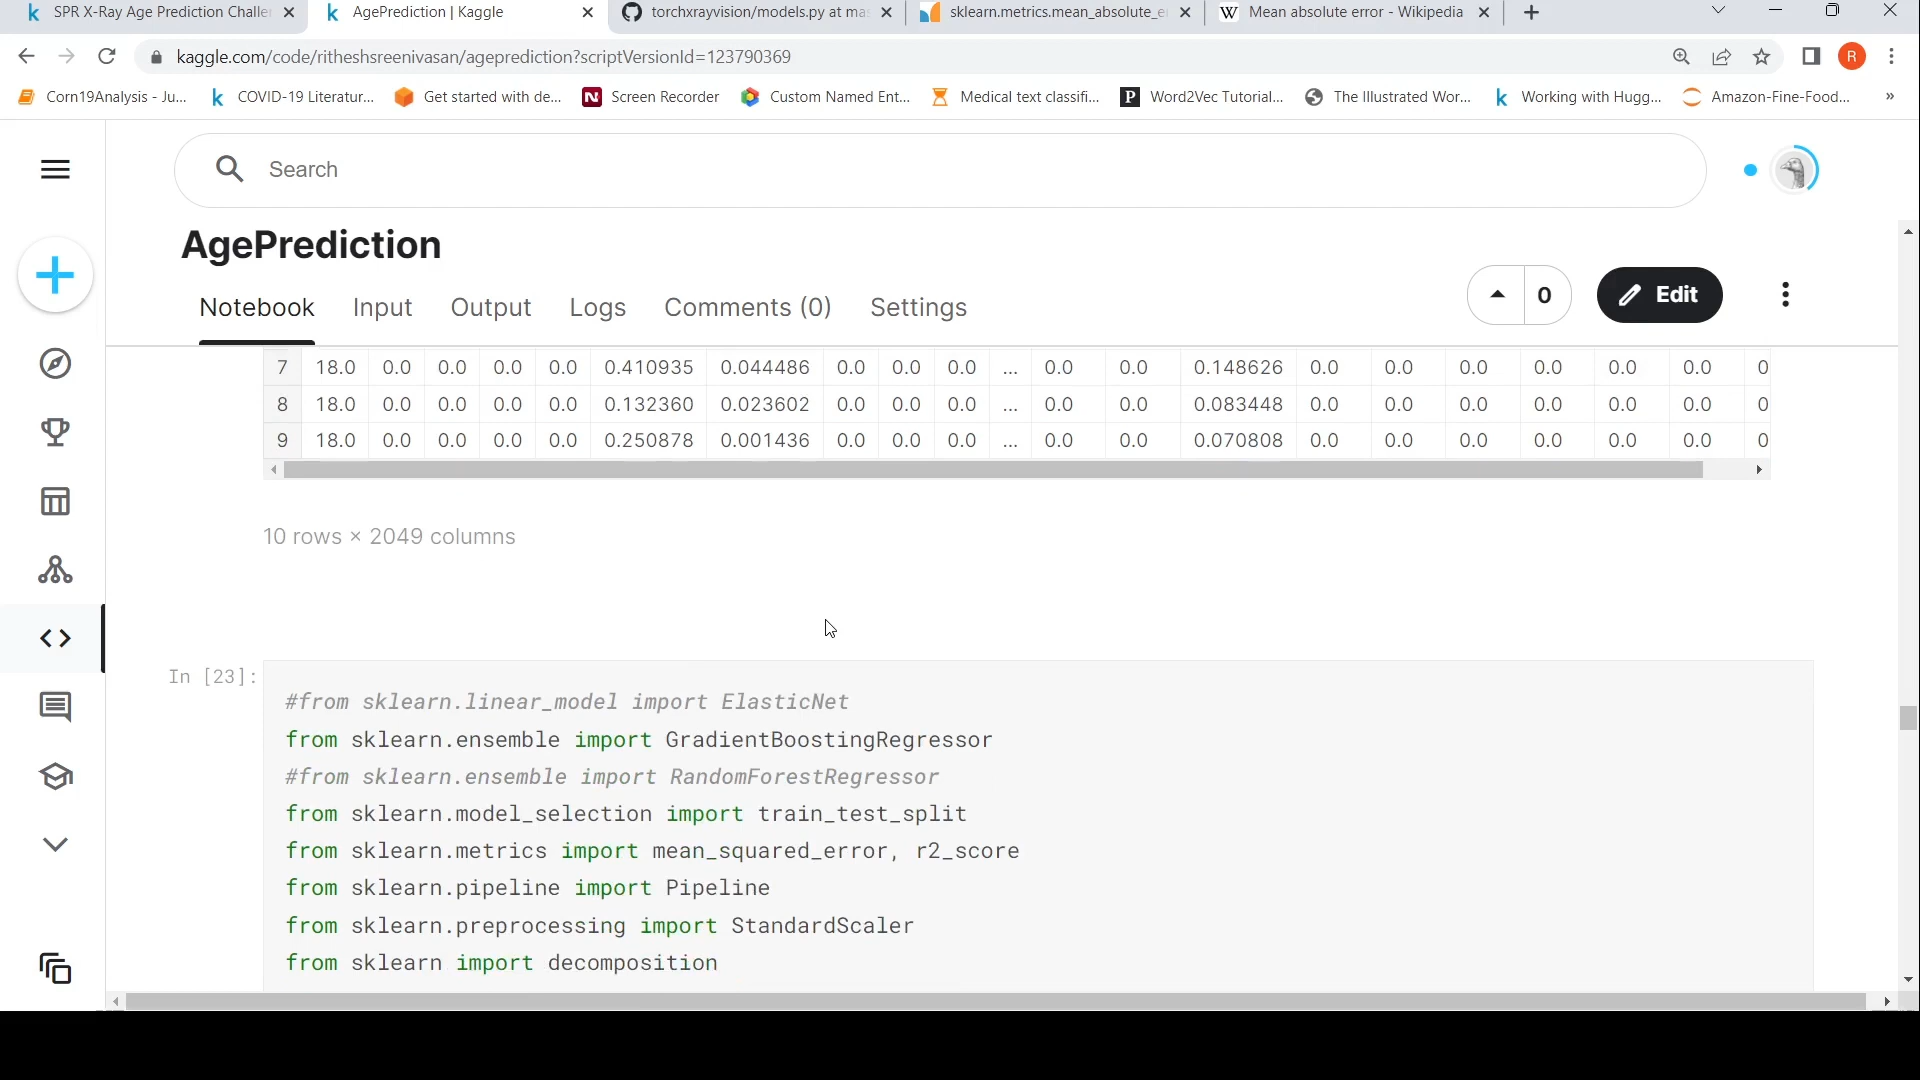 SPR X-Ray Age Prediction Challe
AgePrediction | Kaggle
torchxrayvision/models.py at mas
sklearn.metrics.mean_absolute_e
Mean absolute error - Wikipedia
kaggle.com/code/ritheshsreenivasan/ageprediction?scriptVersionId=123790369
R
Corn19Analysis - Ju...
COVID-19 Literatur...
Get started with de...
Screen Recorder
Custom Named Ent...
Medical text classifi...
Word2Vec Tutorial...
The Illustrated Wor...
Working with Hugg...
Amazon-Fine-Food...
»
Search
AgePrediction
Notebook Input Output Logs Comments (0) Settings
0
Edit
7 18.0 0.0 0.0 0.0 0.0 0.410935 0.044486 0.0 0.0 0.0 ... 0.0 0.0 0.148626 0.0 0.0 0.0 0.0 0.0 0.0 0
8 18.0 0.0 0.0 0.0 0.0 0.132360 0.023602 0.0 0.0 0.0 ... 0.0 0.0 0.083448 0.0 0.0 0.0 0.0 0.0 0.0 0
9 18.0 0.0 0.0 0.0 0.0 0.250878 0.001436 0.0 0.0 0.0 ... 0.0 0.0 0.070808 0.0 0.0 0.0 0.0 0.0 0.0 0
10 rows × 2049 columns
In [23]:
#from sklearn.linear_model import ElasticNet
from sklearn.ensemble import GradientBoostingRegressor
#from sklearn.ensemble import RandomForestRegressor
from sklearn.model_selection import train_test_split
from sklearn.metrics import mean_squared_error, r2_score
from sklearn.pipeline import Pipeline
from sklearn.preprocessing import StandardScaler
from sklearn import decomposition